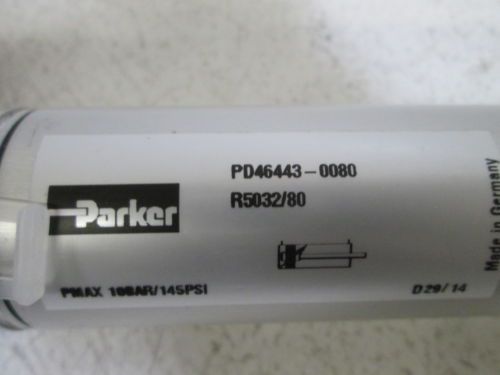 PD46443-0080
R5032/80
Parker
PMAX 10BAR/145PSI
D29/14
Made in Germany